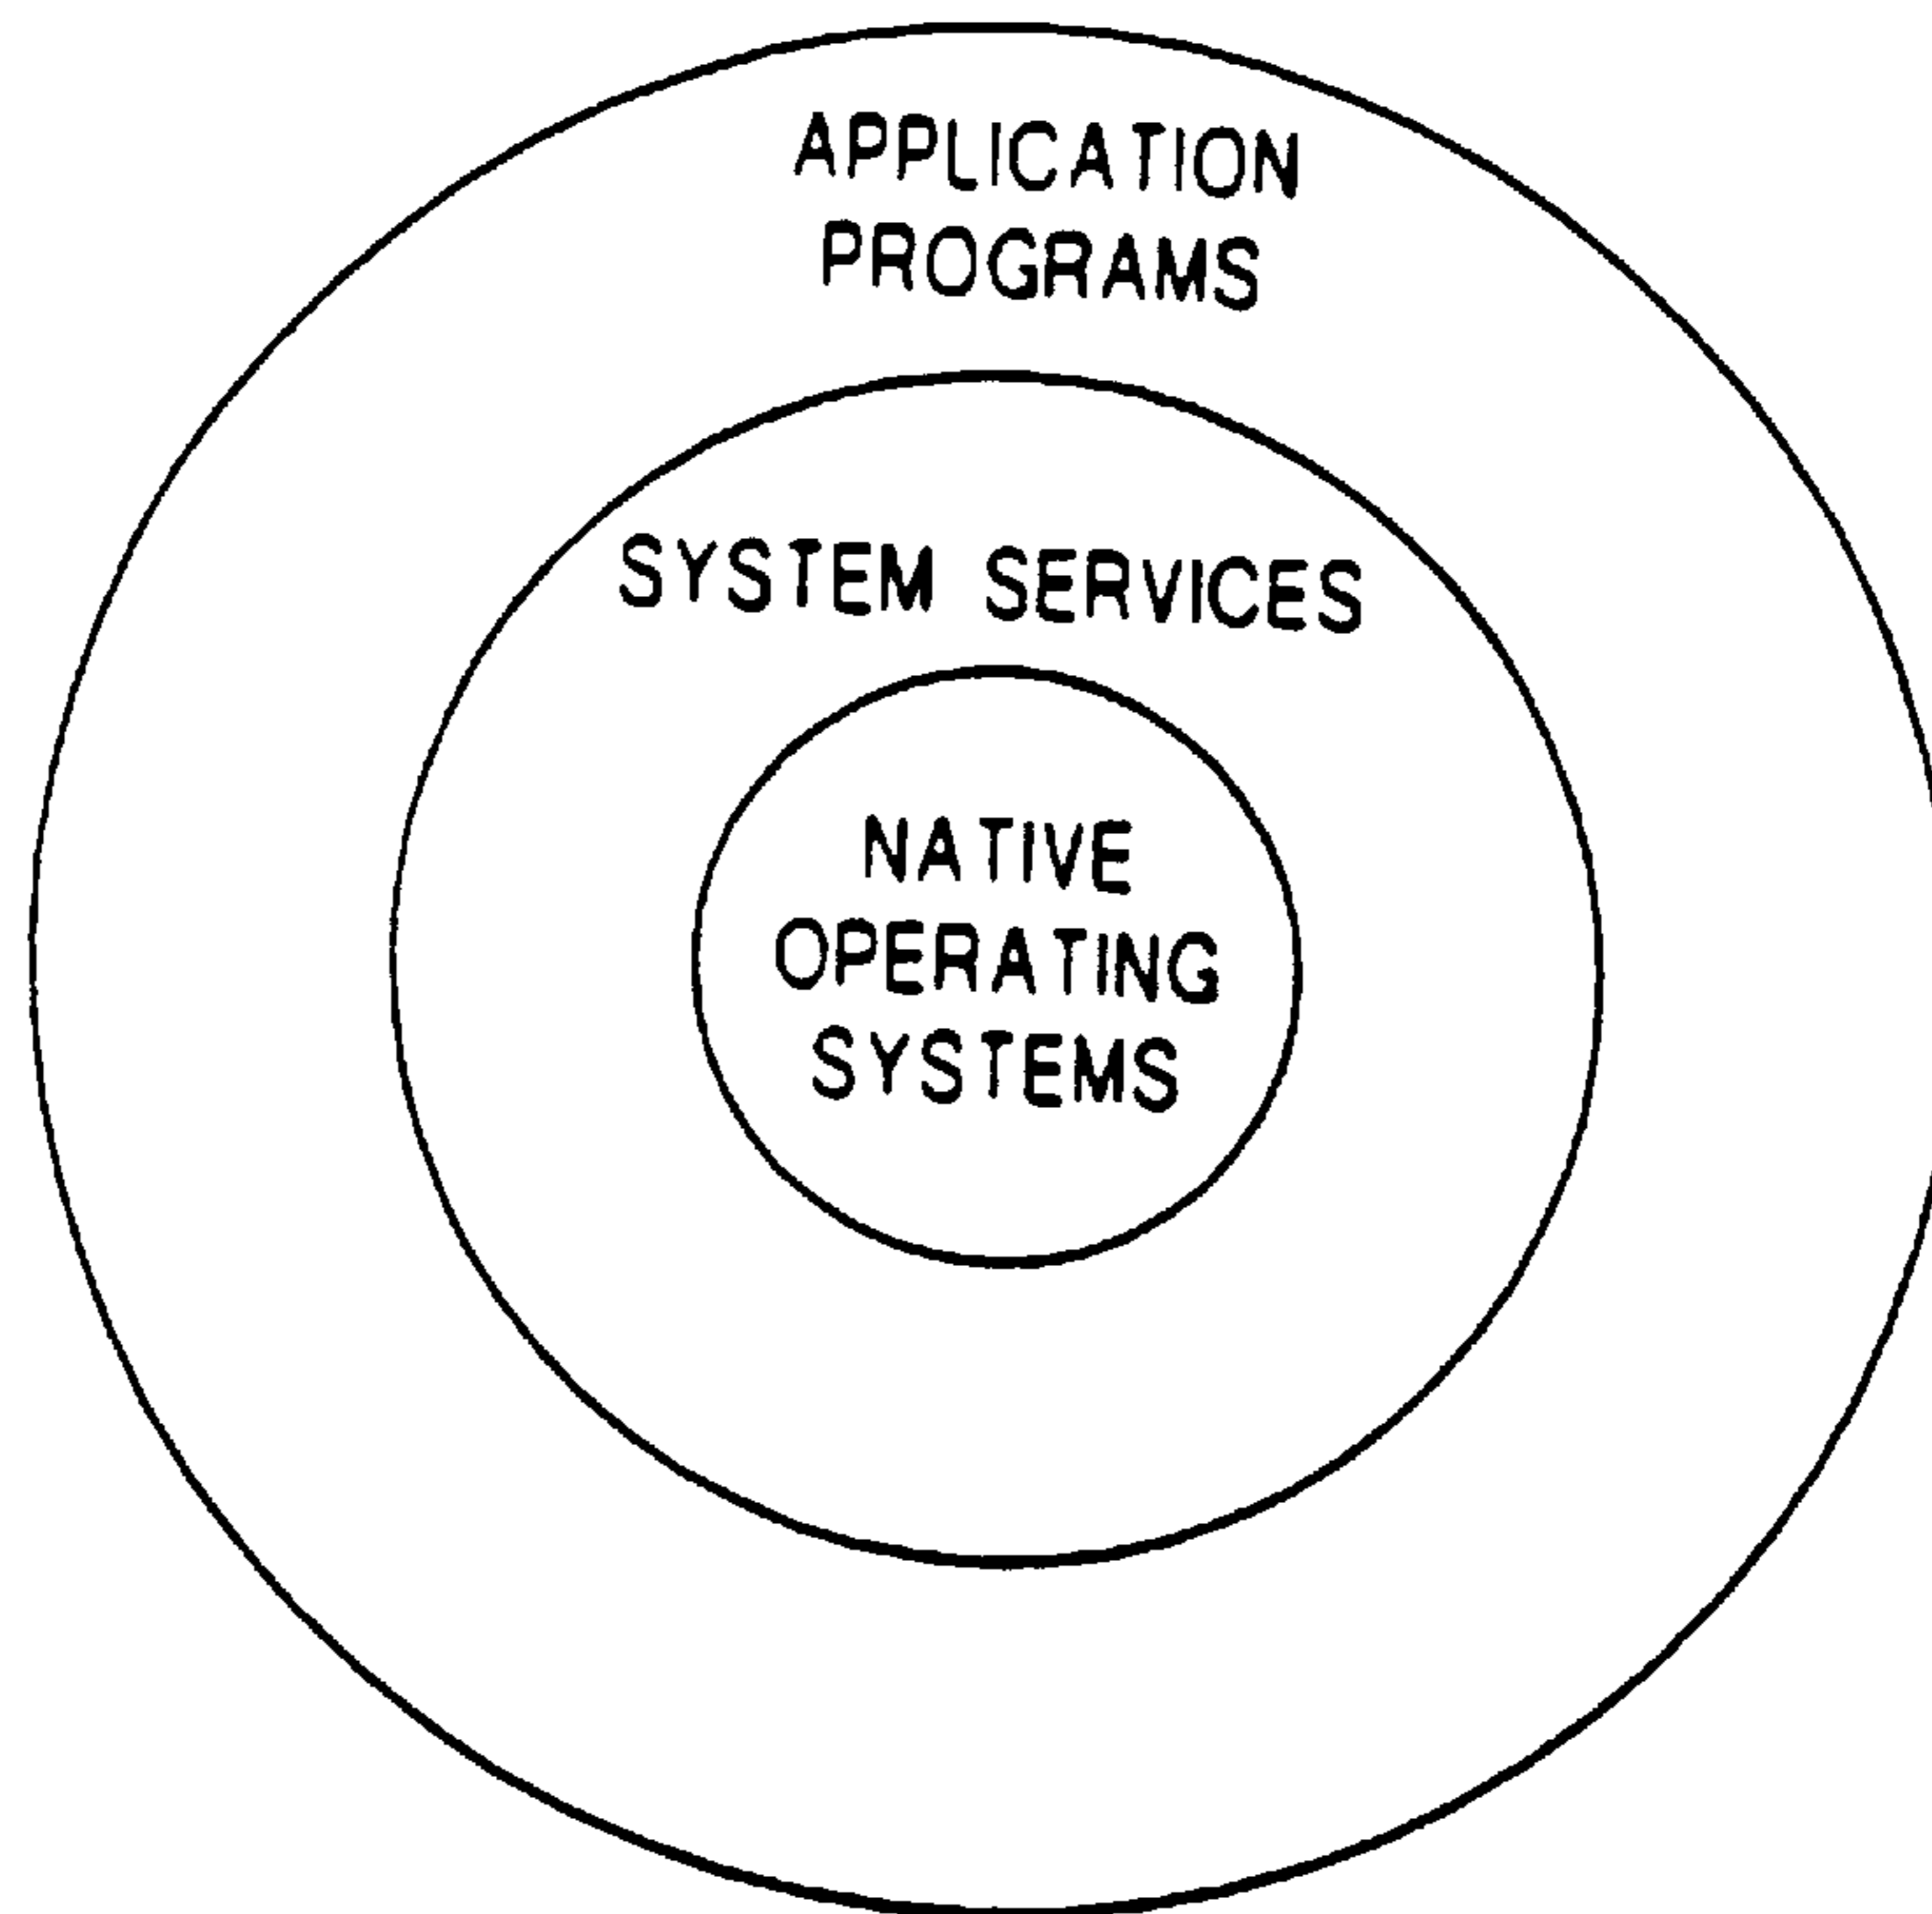 APPLICATION
PROGRAMS
SYSTEM SERVICES
NATIVE
OPERATING
SYSTEMS